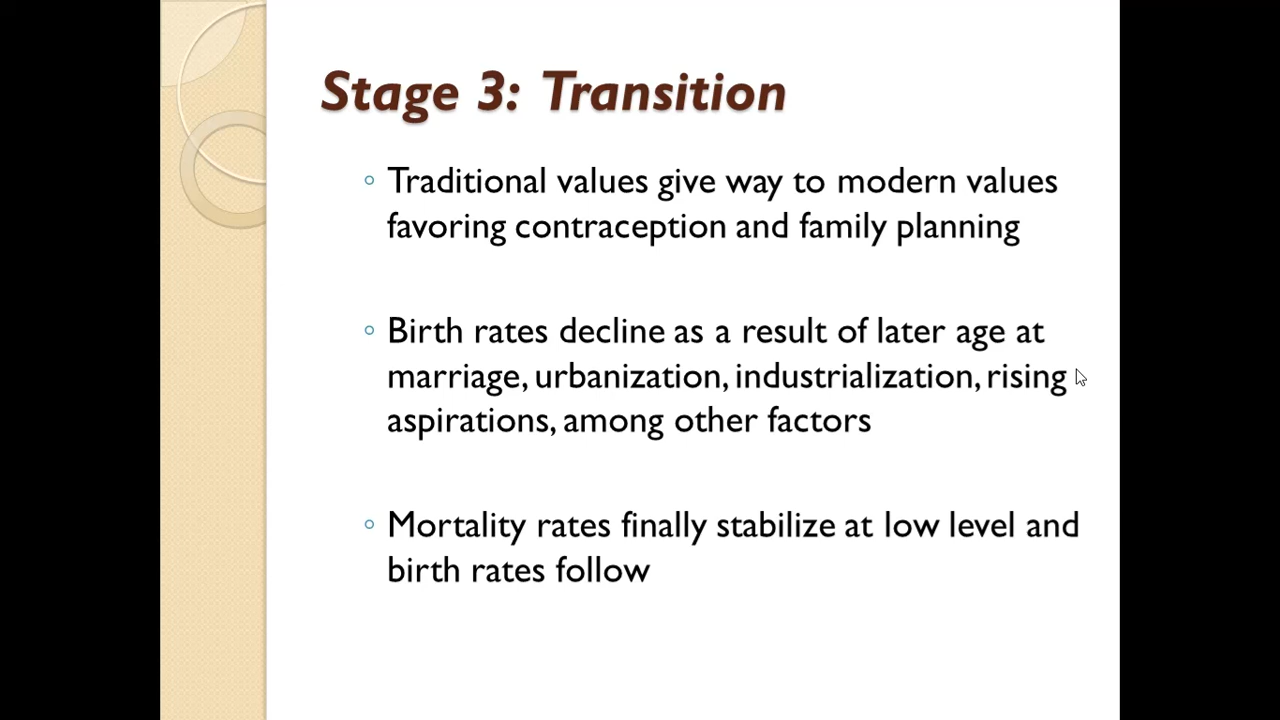 Stage 3: Transition
◦ Traditional values give way to modern values
favoring contraception and family planning
◦ Birth rates decline as a result of later age at
marriage, urbanization, industrialization, rising
aspirations, among other factors
◦ Mortality rates finally stabilize at low level and
birth rates follow